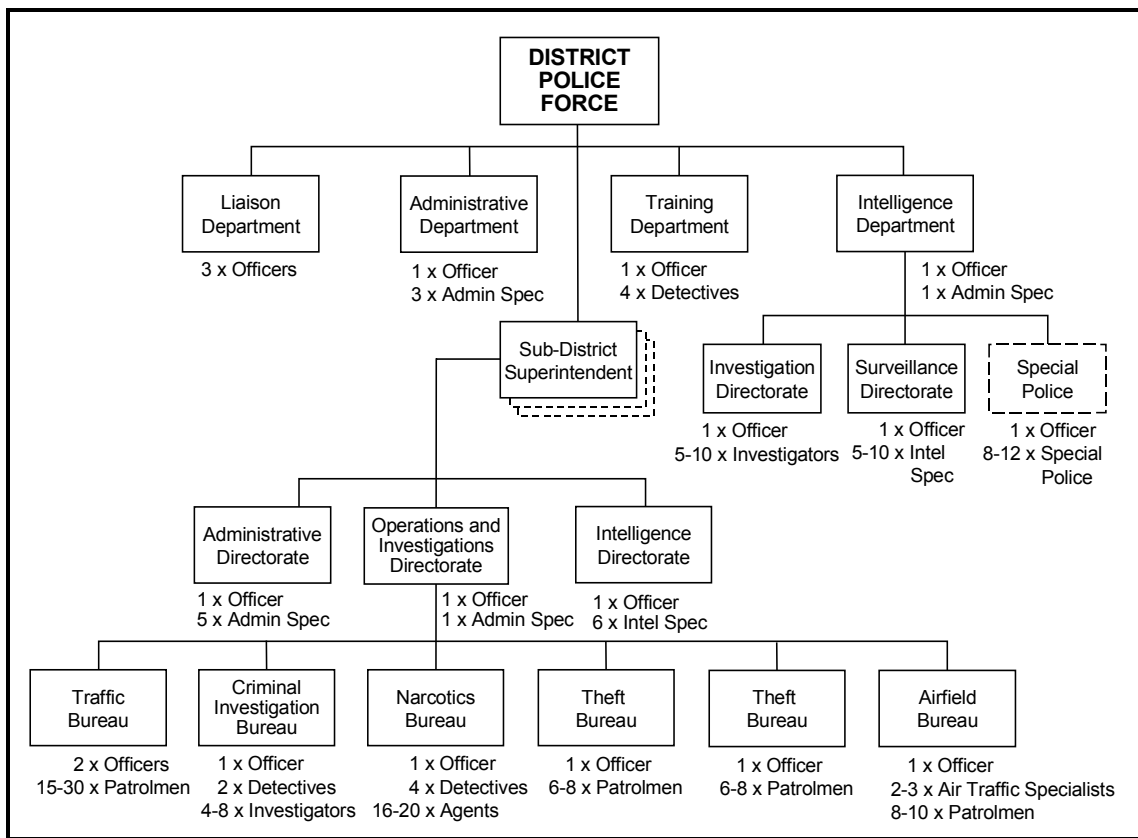 DISTRICT
POLICE
FORCE
Liaison
Department
3 x Officers
Administrative
Department
1 x Officer
3 x Admin Spec
Training
Department
1 x Officer
4 x Detectives
Intelligence
Department
1 x Officer
1 x Admin Spec
Sub-District
Superintendent
Investigation
Directorate
1 x Officer
5-10 x Investigators
Surveillance
Directorate
1 x Officer
5-10 x Intel
Spec
Special
Police
1 x Officer
8-12 x Special
Police
Administrative
Directorate
1 x Officer
5 x Admin Spec
Operations and
Investigations
Directorate
1 x Officer
1 x Admin Spec
Intelligence
Directorate
1 x Officer
6 x Intel Spec
Traffic
Bureau
2 x Officers
15-30 x Patrolmen
Criminal
Investigation
Bureau
1 x Officer
2 x Detectives
4-8 x Investigators
Narcotics
Bureau
1 x Officer
4 x Detectives
16-20 x Agents
Theft
Bureau
1 x Officer
6-8 x Patrolmen
Theft
Bureau
1 x Officer
6-8 x Patrolmen
Airfield
Bureau
1 x Officer
2-3 x Air Traffic Specialists
8-10 x Patrolmen